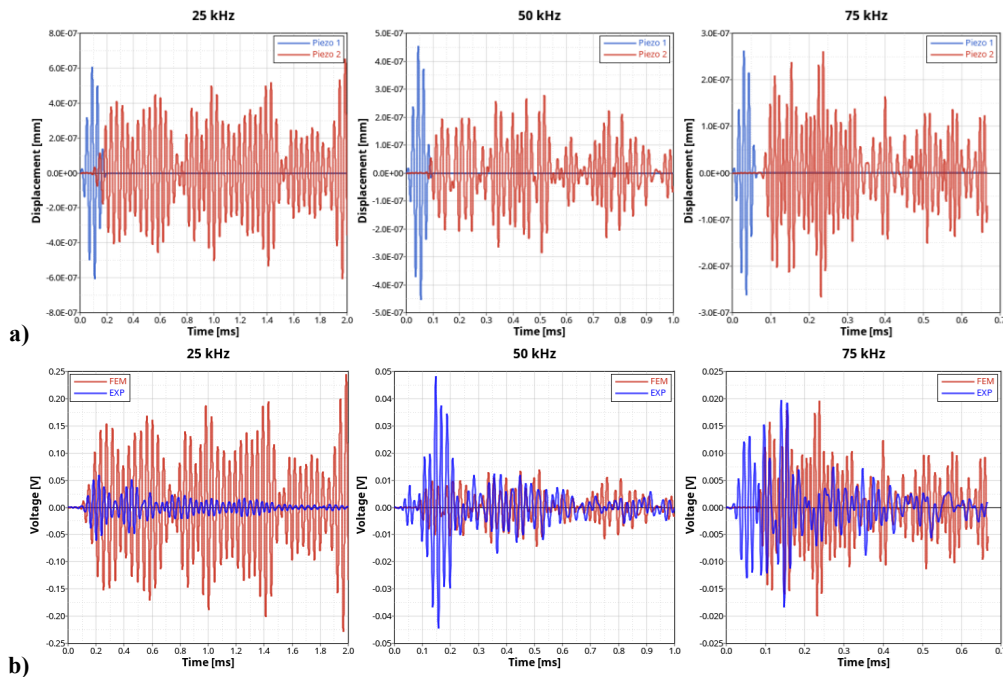 25 kHz
50 kHz
75 kHz
Displacement [mm]
8.0E-07
6.0E-07
4.0E-07
2.0E-07
0.0E+00
-2.0E-07
-4.0E-07
-6.0E-07
-8.0E-07
0.0 0.2 0.4 0.6 0.8 1.0 1.2 1.4 1.6 1.8 2.0
Time [ms]
Piezo 1
Piezo 2
Displacement [mm]
5.0E-07
4.0E-07
3.0E-07
2.0E-07
1.0E-07
0.0E+00
-1.0E-07
-2.0E-07
-3.0E-07
-4.0E-07
-5.0E-07
0.0 0.1 0.2 0.3 0.4 0.5 0.6 0.7 0.8 0.9 1.0
Time [ms]
Piezo 1
Piezo 2
Displacement [mm]
3.0E-07
2.0E-07
1.0E-07
0.0E+00
-1.0E-07
-2.0E-07
-3.0E-07
0.0 0.1 0.2 0.3 0.4 0.5 0.6
Time [ms]
Piezo 1
Piezo 2
a)
25 kHz
50 kHz
75 kHz
Voltage [V]
0.25
0.20
0.15
0.10
0.05
0.00
-0.05
-0.10
-0.15
-0.20
-0.25
0.0 0.2 0.4 0.6 0.8 1.0 1.2 1.4 1.6 1.8 2.0
Time [ms]
FEM
EXP
Voltage [V]
0.05
0.04
0.03
0.02
0.01
0.00
-0.01
-0.02
-0.03
-0.04
-0.05
0.0 0.1 0.2 0.3 0.4 0.5 0.6 0.7 0.8 0.9 1.0
Time [ms]
FEM
EXP
Voltage [V]
0.025
0.020
0.015
0.010
0.005
0.000
-0.005
-0.010
-0.015
-0.020
-0.025
0.0 0.1 0.2 0.3 0.4 0.5 0.6
Time [ms]
FEM
EXP
b)